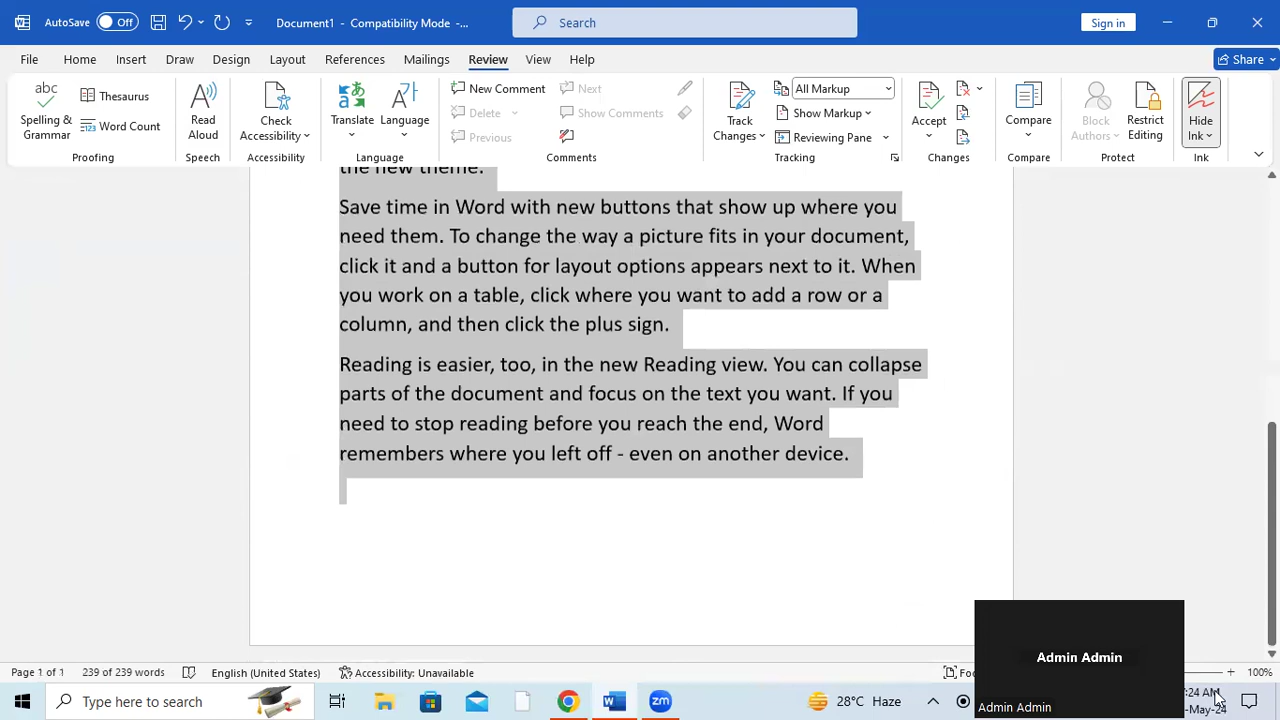 AutoSave Off Document1 - Compatibility Mode -... Search Sign in
File Home Insert Draw Design Layout References Mailings Review View Help Share
Spelling & Grammar Thesaurus Word Count Read Aloud Check Accessibility Translate Language New Comment Delete Previous Next Show Comments Track Changes All Markup Show Markup Reviewing Pane Accept Compare Block Authors Restrict Editing Hide Ink
Proofing Speech Accessibility Language Comments Tracking Changes Compare Protect Ink
the new theme.
Save time in Word with new buttons that show up where you
need them. To change the way a picture fits in your document,
click it and a button for layout options appears next to it. When
you work on a table, click where you want to add a row or a
column, and then click the plus sign.
Reading is easier, too, in the new Reading view. You can collapse
parts of the document and focus on the text you want. If you
need to stop reading before you reach the end, Word
remembers where you left off - even on another device.
Admin Admin
Admin Admin
Page 1 of 1 239 of 239 words English (United States) Accessibility: Unavailable 100%
Type here to search 28°C Haze